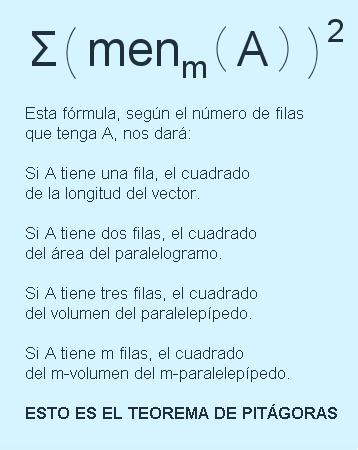 Σ(menₘ(A))²
Esta fórmula, según el número de filas
que tenga A, nos dará:
Si A tiene una fila, el cuadrado
de la longitud del vector.
Si A tiene dos filas, el cuadrado
del área del paralelogramo.
Si A tiene tres filas, el cuadrado
del volumen del paralelepípedo.
Si A tiene m filas, el cuadrado
del m-volumen del m-paralelepípedo.
ESTO ES EL TEOREMA DE PITÁGORAS